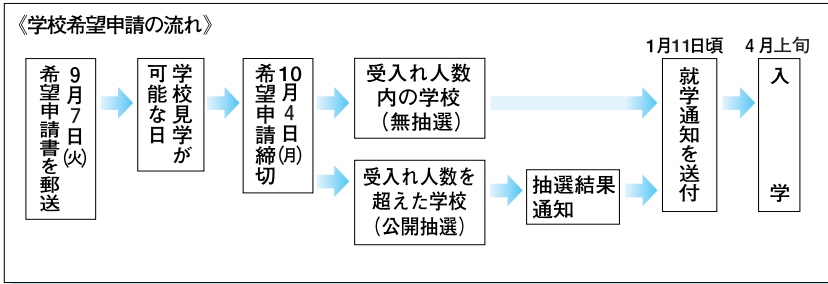 《学校希望申請の流れ》
9月7日(火)
希望申請書を郵送
学校見学が
可能な日
10月4日(月)
希望申請締切
受入れ人数
内の学校
(無抽選)
受入れ人数を
超えた学校
(公開抽選)
抽選結果
通知
1月11日頃
就学通知を送付
4月上旬
入学